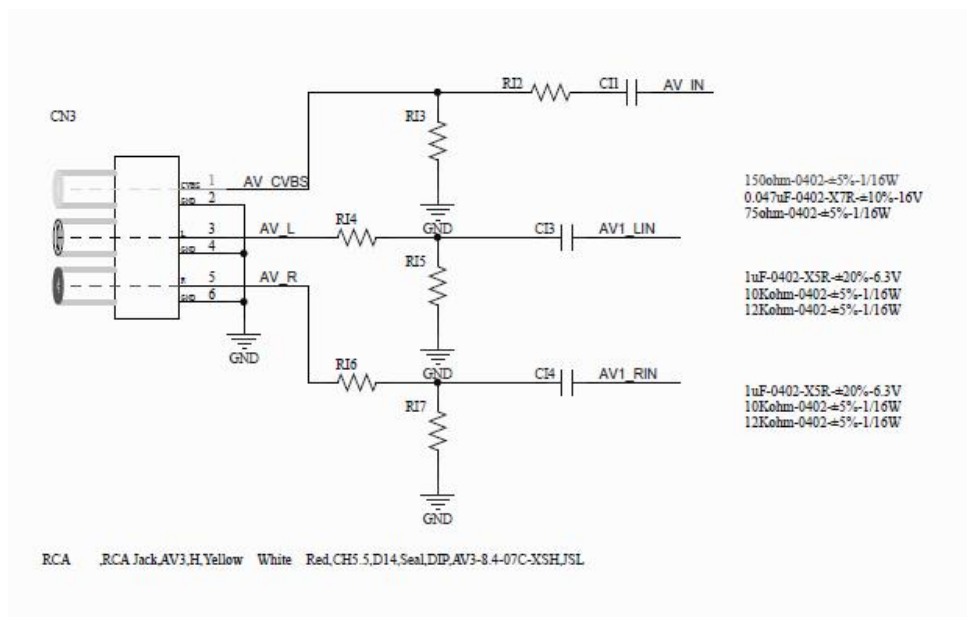 RI2 CI1 AV_IN
CN3
RI3
CVBS 1 AV_CVBS
GND 2
GND
150ohm-0402-±5%-1/16W
0.047uF-0402-X7R-±10%-16V
75ohm-0402-±5%-1/16W
L 3 AV_L RI4 CI3 AV1_LIN
GND 4
RI5
R 5 AV_R
GND 6
GND
GND
1uF-0402-X5R-±20%-6.3V
10Kohm-0402-±5%-1/16W
12Kohm-0402-±5%-1/16W
RI6 CI4 AV1_RIN
RI7
GND
1uF-0402-X5R-±20%-6.3V
10Kohm-0402-±5%-1/16W
12Kohm-0402-±5%-1/16W
RCA ,RCA Jack,AV3,H,Yellow White Red,CH5.5,D14,Seal,DIP,AV3-8.4-07C-XSH,JSL